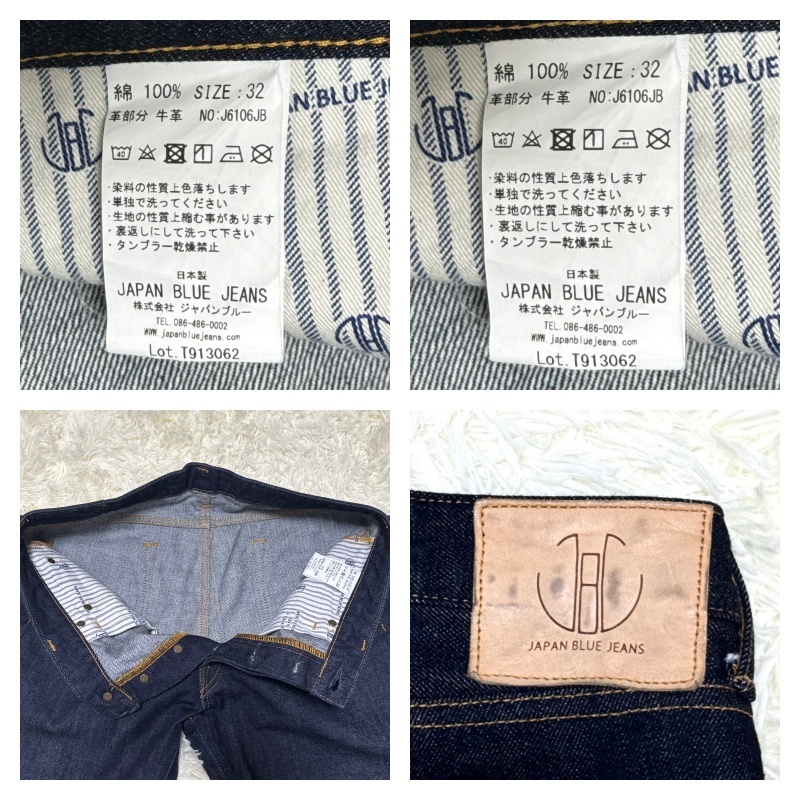 綿 100% SIZE : 32
革部分 牛革 NO:J6106JB
40
・染料の性質上色落ちします
・単独で洗ってください
・生地の性質上縮む事があります
・裏返しにして洗って下さい
・タンブラー乾燥禁止
日本製
JAPAN BLUE JEANS
株式会社 ジャパンブルー
TEL.086-486-0002
www.japanbluejeans.com
Lot.T913062
AN BLUE J
綿 100% SIZE : 32
革部分 牛革 NO:J6106JB
40
・染料の性質上色落ちします
・単独で洗ってください
・生地の性質上縮む事があります
・裏返しにして洗って下さい
・タンブラー乾燥禁止
日本製
JAPAN BLUE JEANS
株式会社 ジャパンブルー
TEL.086-486-0002
www.japanbluejeans.com
Lot.T913062
AN BLUE JE
JAPAN BLUE JEANS